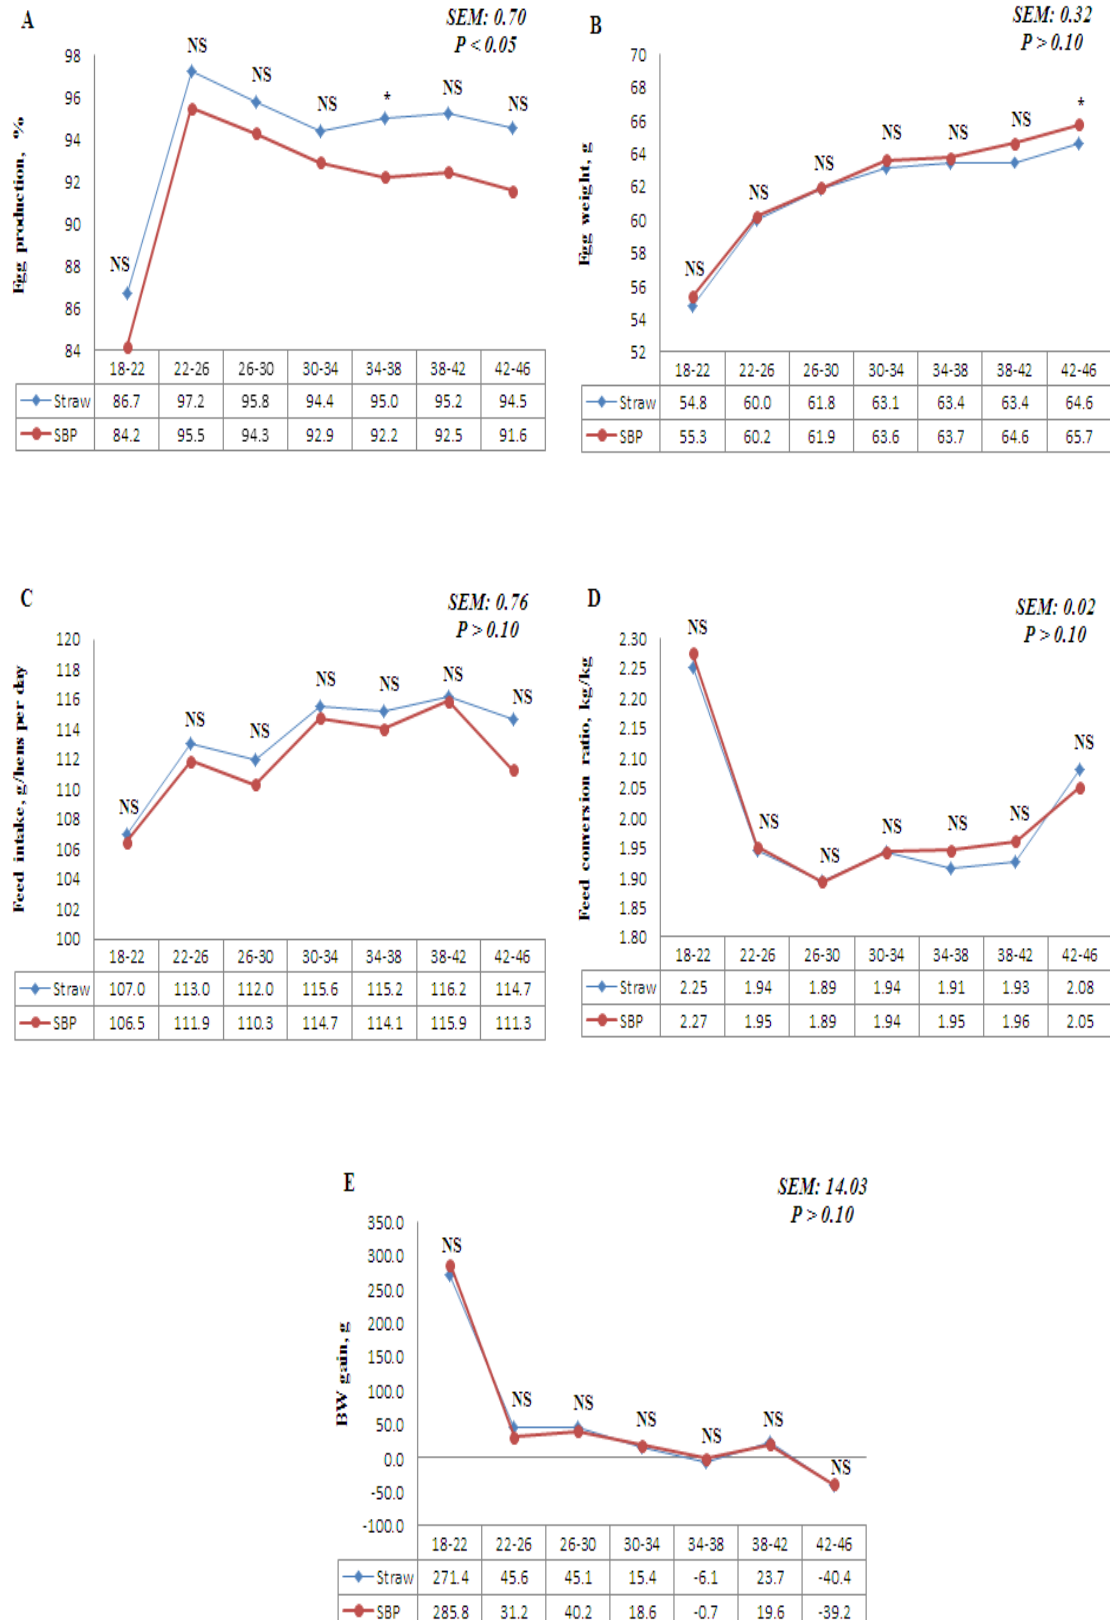 A
SEM: 0.70
P < 0.05
Egg production, %
98
96
94
92
90
88
86
84
NS
NS
NS
NS
*
NS
NS
18-22 22-26 26-30 30-34 34-38 38-42 42-46
Straw 86.7 97.2 95.8 94.4 95.0 95.2 94.5
SBP 84.2 95.5 94.3 92.9 92.2 92.5 91.6
B
SEM: 0.32
P > 0.10
Egg weight, g
70
68
66
64
62
60
58
56
54
52
NS
NS
NS
NS
NS
NS
*
18-22 22-26 26-30 30-34 34-38 38-42 42-46
Straw 54.8 60.0 61.8 63.1 63.4 63.4 64.6
SBP 55.3 60.2 61.9 63.6 63.7 64.6 65.7
C
SEM: 0.76
P > 0.10
Feed intake, g/hens per day
120
118
116
114
112
110
108
106
104
102
100
NS
NS
NS
NS
NS
NS
NS
18-22 22-26 26-30 30-34 34-38 38-42 42-46
Straw 107.0 113.0 112.0 115.6 115.2 116.2 114.7
SBP 106.5 111.9 110.3 114.7 114.1 115.9 111.3
D
SEM: 0.02
P > 0.10
Feed conversion ratio, kg/kg
2.30
2.25
2.20
2.15
2.10
2.05
2.00
1.95
1.90
1.85
1.80
NS
NS
NS
NS
NS
NS
NS
18-22 22-26 26-30 30-34 34-38 38-42 42-46
Straw 2.25 1.94 1.89 1.94 1.91 1.93 2.08
SBP 2.27 1.95 1.89 1.94 1.95 1.96 2.05
E
SEM: 14.03
P > 0.10
BW gain, g
350.0
300.0
250.0
200.0
150.0
100.0
50.0
0.0
-50.0
-100.0
NS
NS
NS
NS
NS
NS
NS
18-22 22-26 26-30 30-34 34-38 38-42 42-46
Straw 271.4 45.6 45.1 15.4 -6.1 23.7 -40.4
SBP 285.8 31.2 40.2 18.6 -0.7 19.6 -39.2